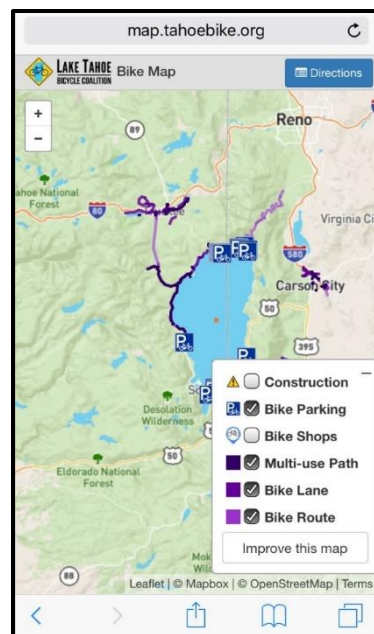 map.tahoebike.org
LAKE TAHOE
BICYCLE COALITION
Bike Map
Directions
+
−
89
Reno
National
Forest
80
Virginia C
580
Carson City
50
395
Desolation
Wilderness
50
Eldorado National
Forest
88
Construction
Bike Parking
Bike Shops
Multi-use Path
Bike Lane
Bike Route
Improve this map
Leaflet | © Mapbox | © OpenStreetMap | Terms